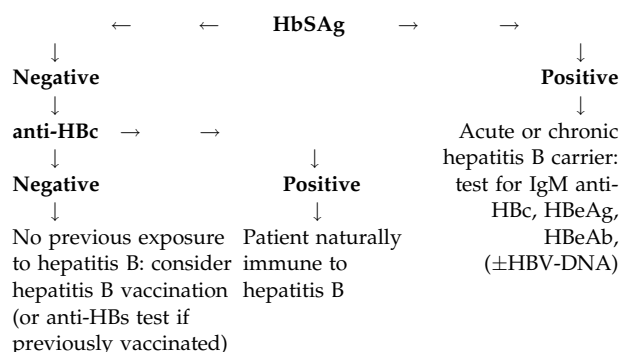 ← ← HbSAg → →
↓ ↓
Negative Positive
↓ ↓
anti-HBc → → Acute or chronic
↓ ↓ hepatitis B carrier:
Negative Positive test for IgM anti-
↓ ↓ HBc, HBeAg,
No previous exposure Patient naturally HBeAb,
to hepatitis B: consider immune to (±HBV-DNA)
hepatitis B vaccination hepatitis B
(or anti-HBs test if
previously vaccinated)